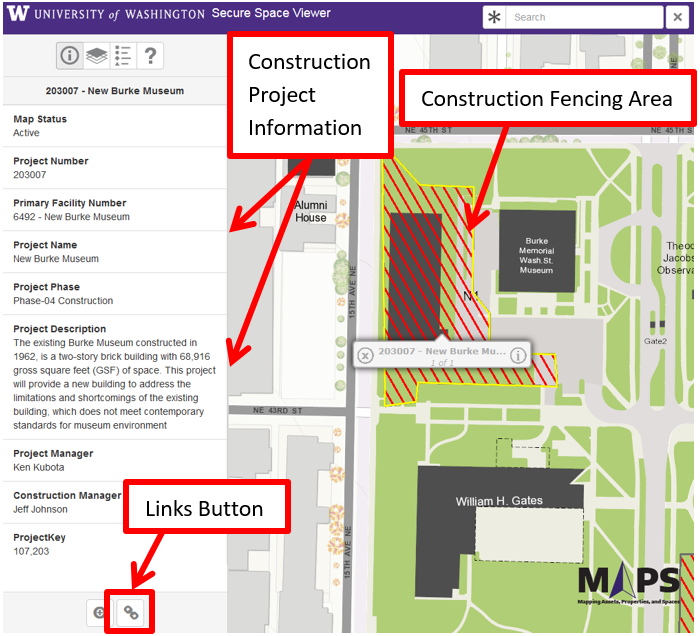 W UNIVERSITY of WASHINGTON Secure Space Viewer
Search
203007 - New Burke Museum
Map Status
Active
Project Number
203007
Primary Facility Number
6492 - New Burke Museum
Project Name
New Burke Museum
Project Phase
Phase-04 Construction
Project Description
The existing Burke Museum constructed in
1962, is a two-story brick building with 68,916
gross square feet (GSF) of space. This project
will provide a new building to address the
limitations and shortcomings of the existing
building, which does not meet contemporary
standards for museum environment
Project Manager
Ken Kubota
Construction Manager
Jeff Johnson
ProjectKey
107,203
Construction
Project
Information
Construction Fencing Area
Links Button
NE 45TH ST
NE 45TH S
Alumni
House
15TH AVE NE
Burke
Memorial
Wash.St.
Museum
Theod
Jacobs
Observa
N1
203007 - New Burke Mu...
1 of 1
Gate2
NE 43RD ST
15TH AVE NE
William H. Gates
MAPS
Mapping Assets, Properties, and Spaces